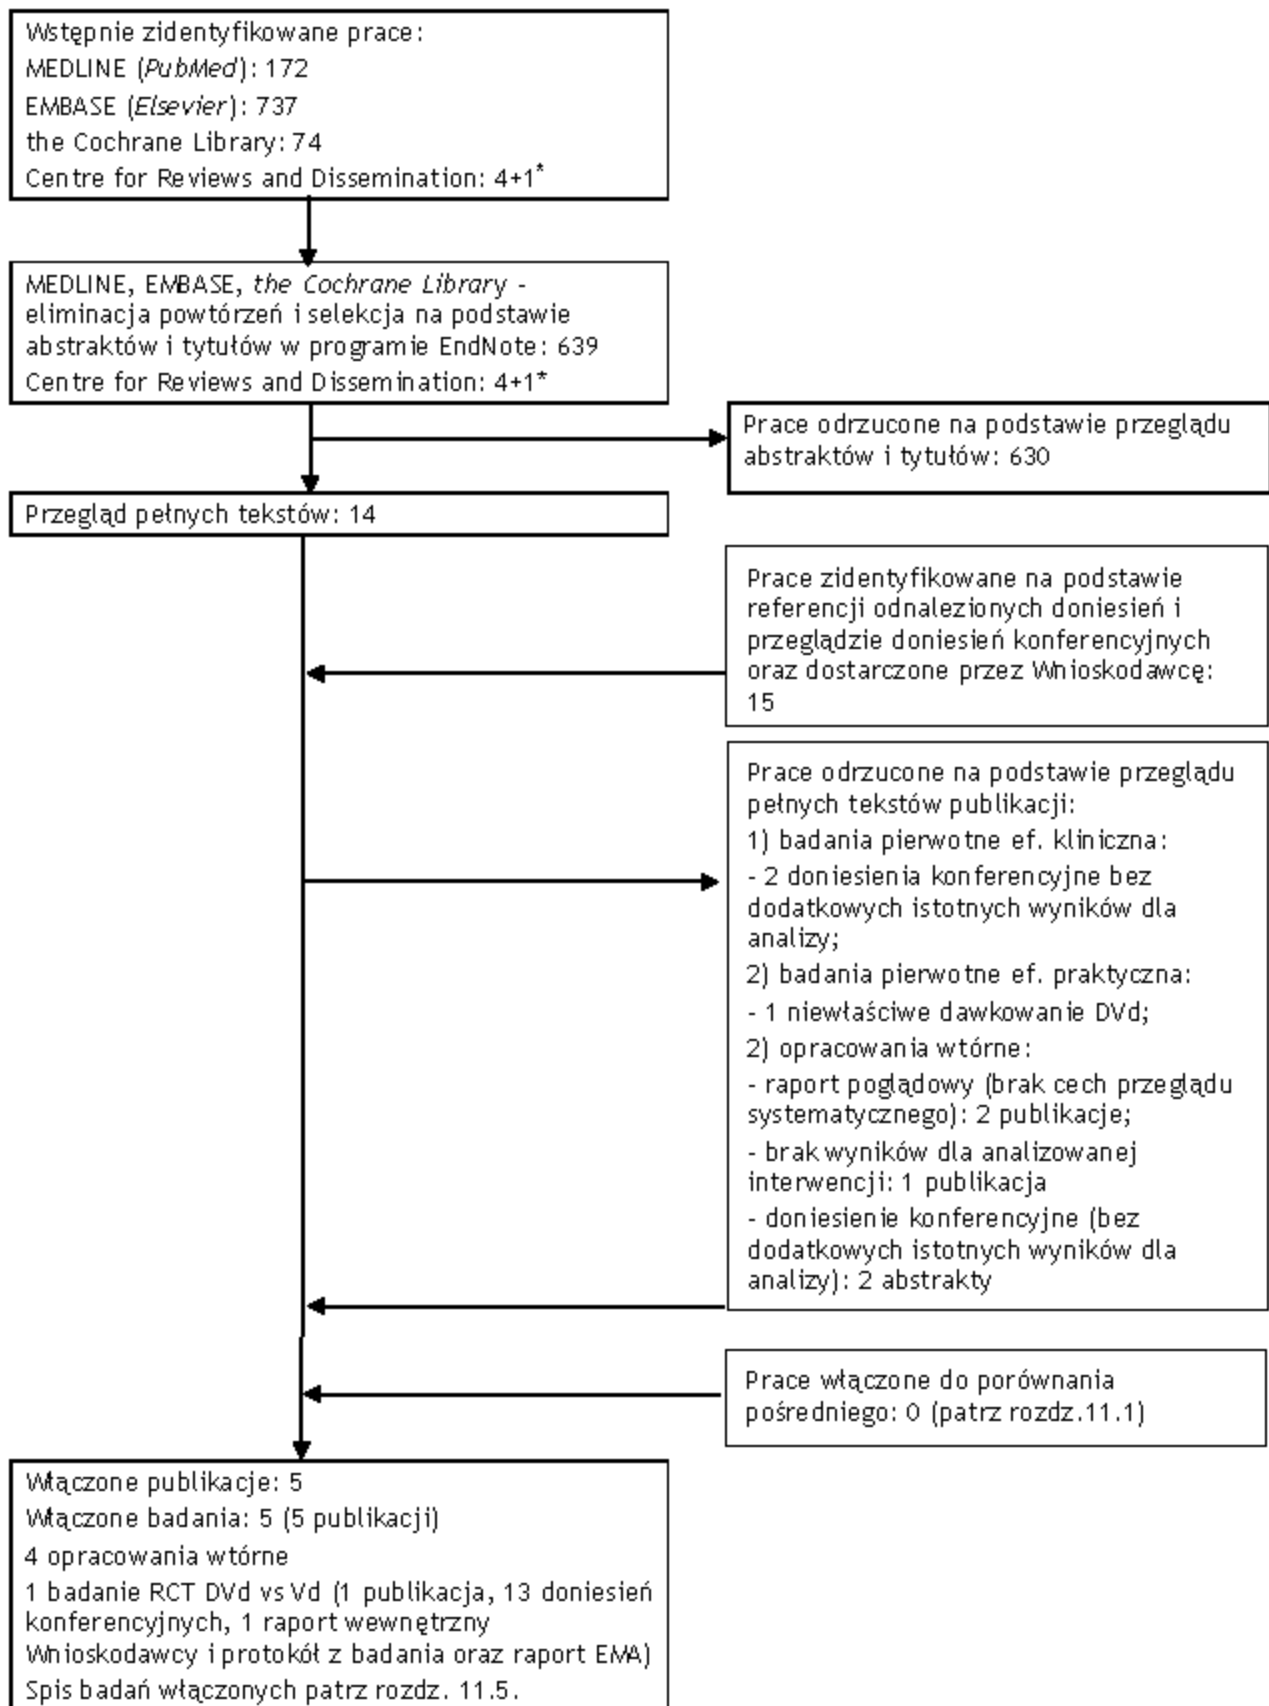 Wstępnie zidentyfikowane prace:
MEDLINE (PubMed): 172
EMBASE (Elsevier): 737
the Cochrane Library: 74
Centre for Reviews and Dissemination: 4+1*
MEDLINE, EMBASE, the Cochrane Library -
eliminacja powtórzeń i selekcja na podstawie
abstraktów i tytułów w programie EndNote: 639
Centre for Reviews and Dissemination: 4+1*
Prace odrzucone na podstawie przeglądu
abstraktów i tytułów: 630
Przegląd pełnych tekstów: 14
Prace zidentyfikowane na podstawie
referencji odnalezionych doniesień i
przeglądzie doniesień konferencyjnych
oraz dostarczone przez Wnioskodawcę:
15
Prace odrzucone na podstawie przeglądu
pełnych tekstów publikacji:
1) badania pierwotne ef. kliniczna:
- 2 doniesienia konferencyjne bez
dodatkowych istotnych wyników dla
analizy;
2) badania pierwotne ef. praktyczna:
- 1 niewłaściwe dawkowanie DVd;
2) opracowania wtórne:
- raport poglądowy (brak cech przeglądu
systematycznego): 2 publikacje;
- brak wyników dla analizowanej
interwencji: 1 publikacja
- doniesienie konferencyjne (bez
dodatkowych istotnych wyników dla
analizy): 2 abstrakty
Prace włączone do porównania
pośredniego: 0 (patrz rozdz.11.1)
Włączone publikacje: 5
Włączone badania: 5 (5 publikacji)
4 opracowania wtórne
1 badanie RCT DVd vs Vd (1 publikacja, 13 doniesień
konferencyjnych, 1 raport wewnętrzny
Wnioskodawcy i protokół z badania oraz raport EMA)
Spis badań włączonych patrz rozdz. 11.5.